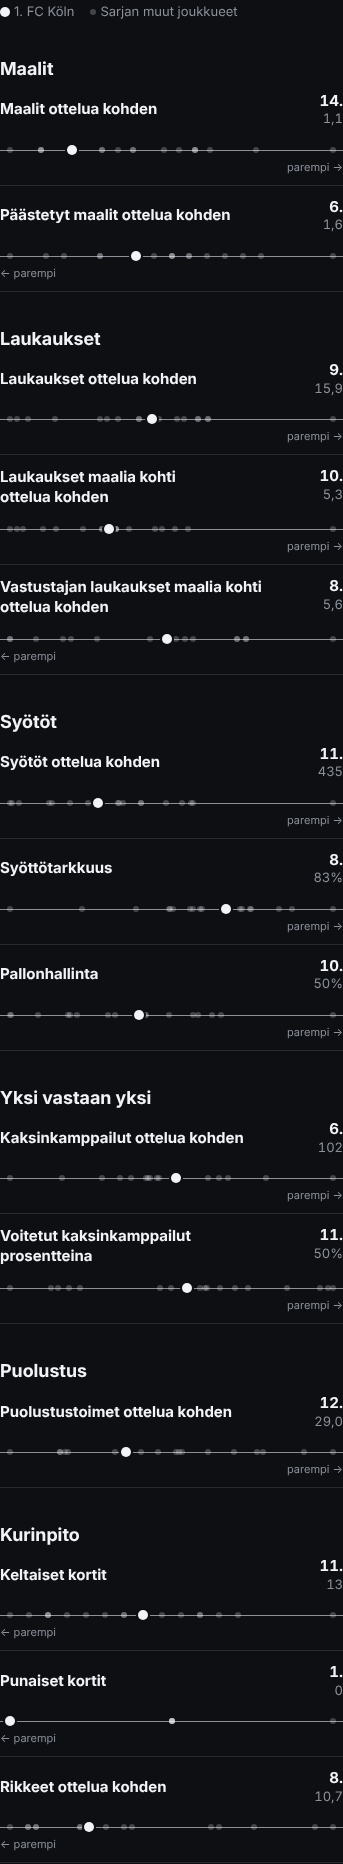 1. FC Köln Sarjan muut joukkueet
Maalit
Maalit ottelua kohden 14.
1,1
parempi →
Päästetyt maalit ottelua kohden 6.
1,6
← parempi
Laukaukset
Laukaukset ottelua kohden 9.
15,9
parempi →
Laukaukset maalia kohti 10.
ottelua kohden 5,3
parempi →
Vastustajan laukaukset maalia kohti 8.
ottelua kohden 5,6
← parempi
Syötöt
Syötöt ottelua kohden 11.
435
parempi →
Syöttötarkkuus 8.
83%
parempi →
Pallonhallinta 10.
50%
parempi →
Yksi vastaan yksi
Kaksinkamppailut ottelua kohden 6.
102
parempi →
Voitetut kaksinkamppailut 11.
prosentteina 50%
parempi →
Puolustus
Puolustustoimet ottelua kohden 12.
29,0
parempi →
Kurinpito
Keltaiset kortit 11.
13
← parempi
Punaiset kortit 1.
0
← parempi
Rikkeet ottelua kohden 8.
10,7
← parempi